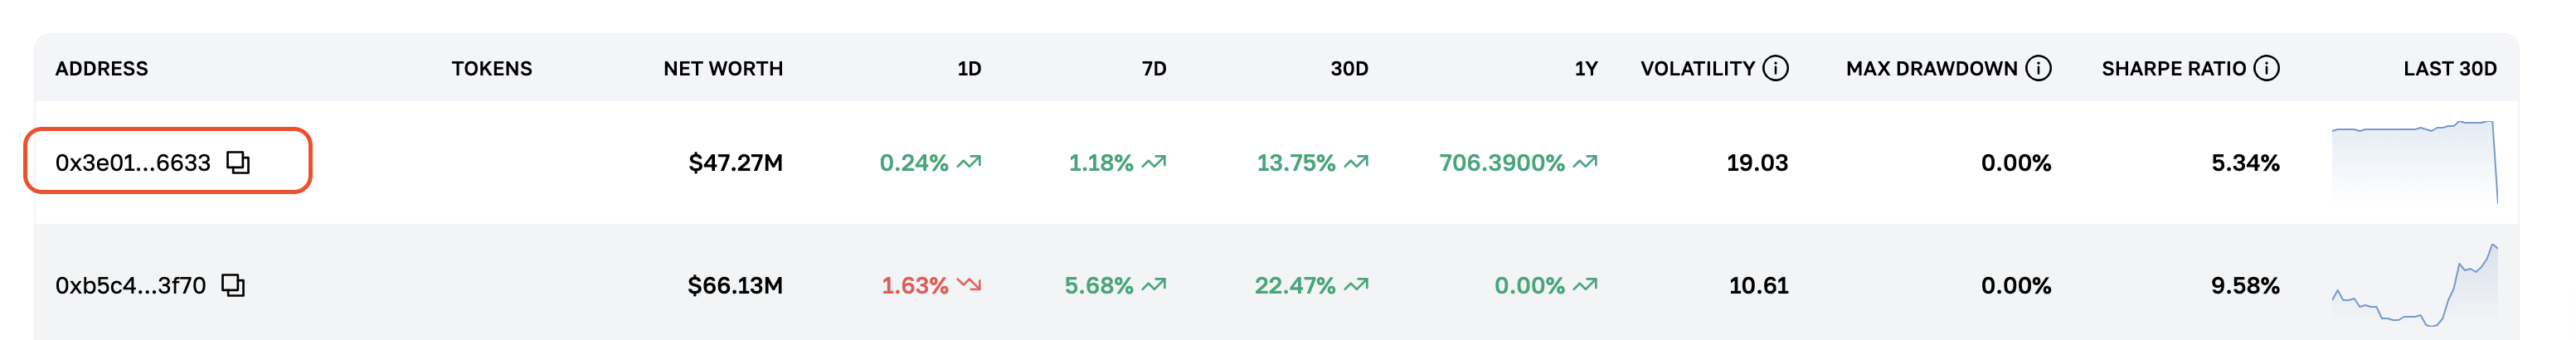 ADDRESS TOKENS NET WORTH 1D 7D 30D 1Y VOLATILITY MAX DRAWDOWN SHARPE RATIO LAST 30D
0x3e01...6633 $47.27M 0.24% 1.18% 13.75% 706.3900% 19.03 0.00% 5.34%
0xb5c4...3f70 $66.13M 1.63% 5.68% 22.47% 0.00% 10.61 0.00% 9.58%